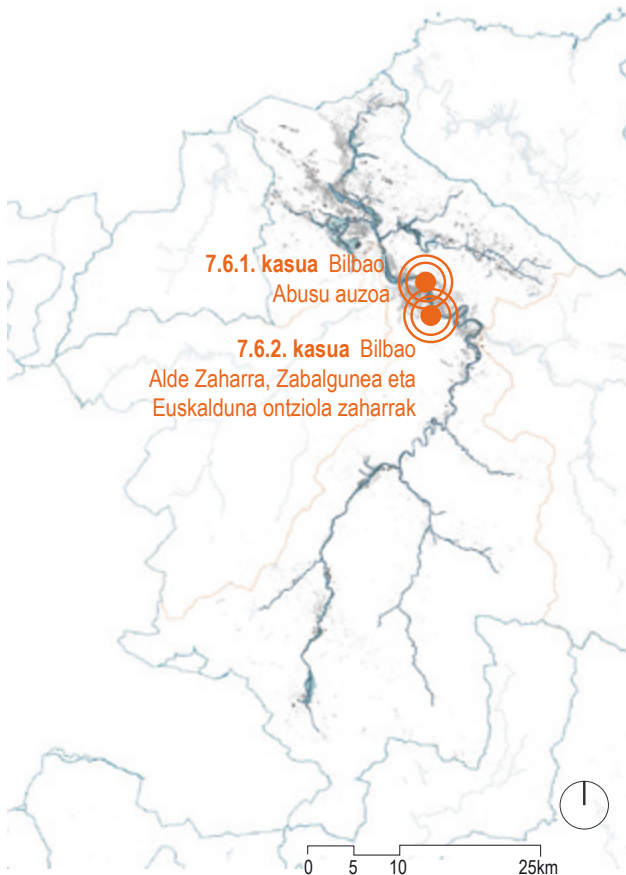 7.6.1. kasua Bilbao
Abusu auzoa
7.6.2. kasua Bilbao
Alde Zaharra, Zabalgunea eta
Euskalduna ontziola zaharrak
0 5 10 25km